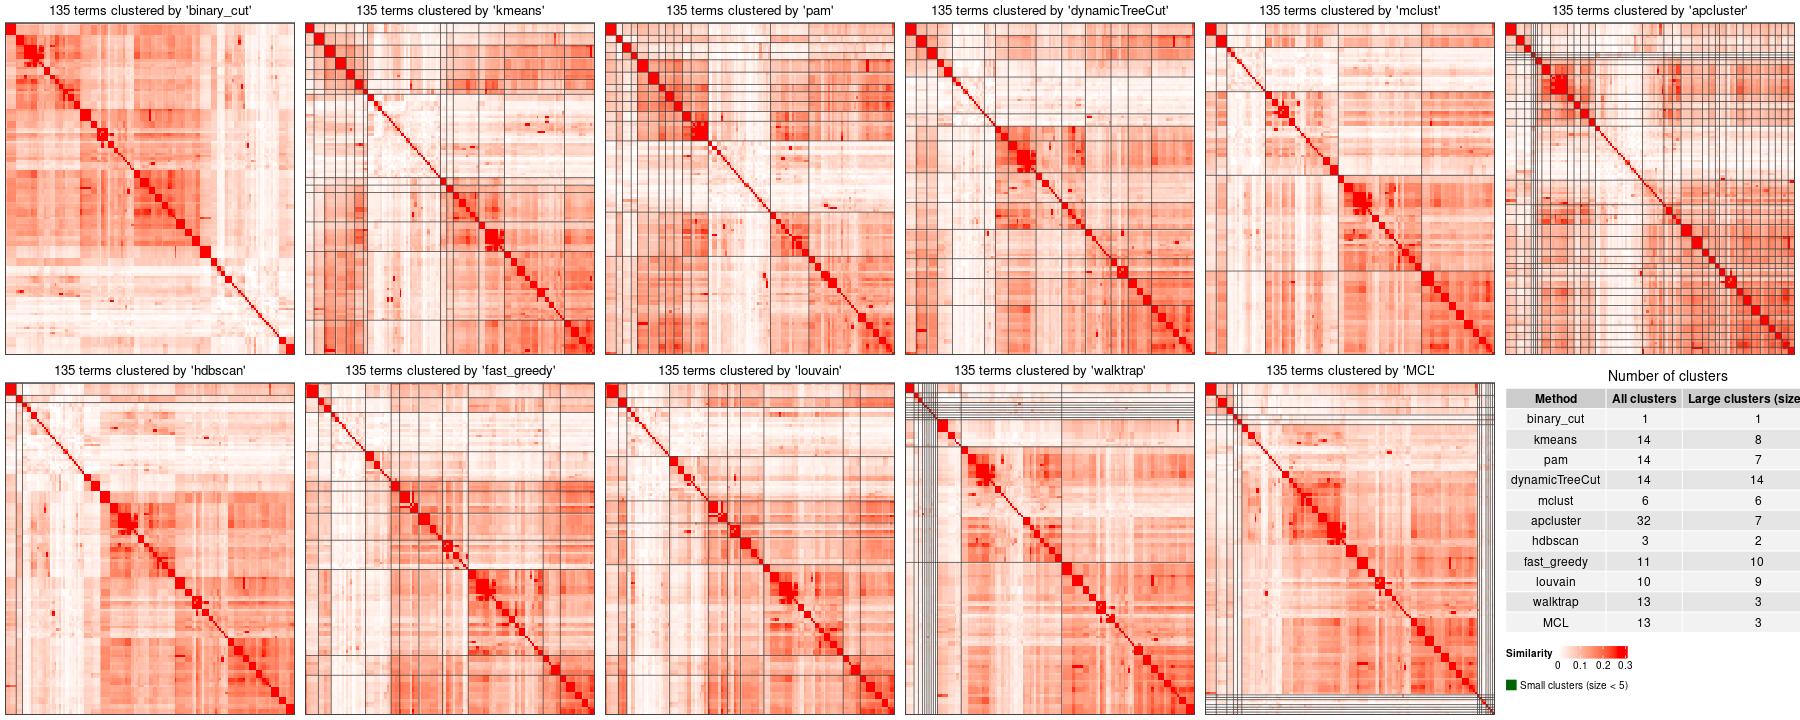 135 terms clustered by 'binary_cut'
135 terms clustered by 'kmeans'
135 terms clustered by 'pam'
135 terms clustered by 'dynamicTreeCut'
135 terms clustered by 'mclust'
135 terms clustered by 'apcluster'
135 terms clustered by 'hdbscan'
135 terms clustered by 'fast_greedy'
135 terms clustered by 'louvain'
135 terms clustered by 'walktrap'
135 terms clustered by 'MCL'
Number of clusters
Method All clusters Large clusters (size
binary_cut 1 1
kmeans 14 8
pam 14 7
dynamicTreeCut 14 14
mclust 6 6
apcluster 32 7
hdbscan 3 2
fast_greedy 11 10
louvain 10 9
walktrap 13 3
MCL 13 3
Similarity
0 0.1 0.2 0.3
Small clusters (size < 5)